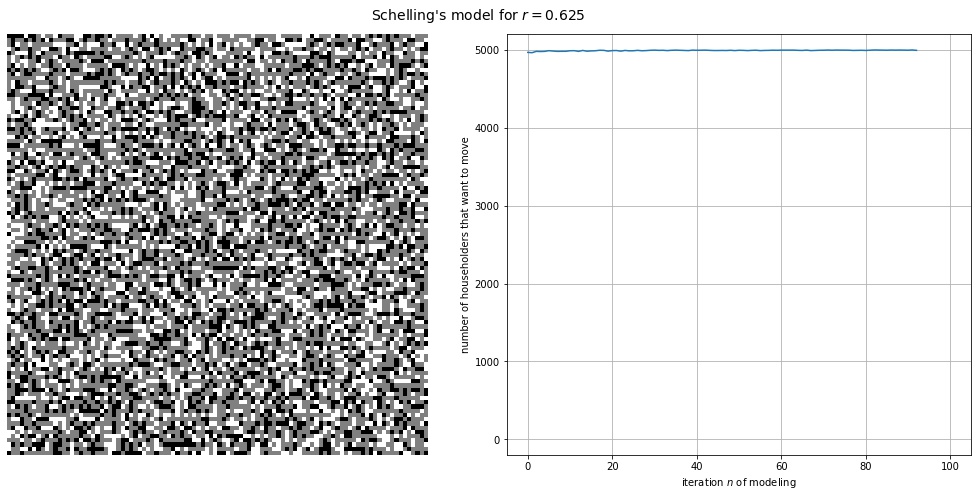 Schelling's model for r = 0.625
5000
4000
3000
2000
1000
0
number of householders that want to move
0 20 40 60 80 100
iteration n of modeling